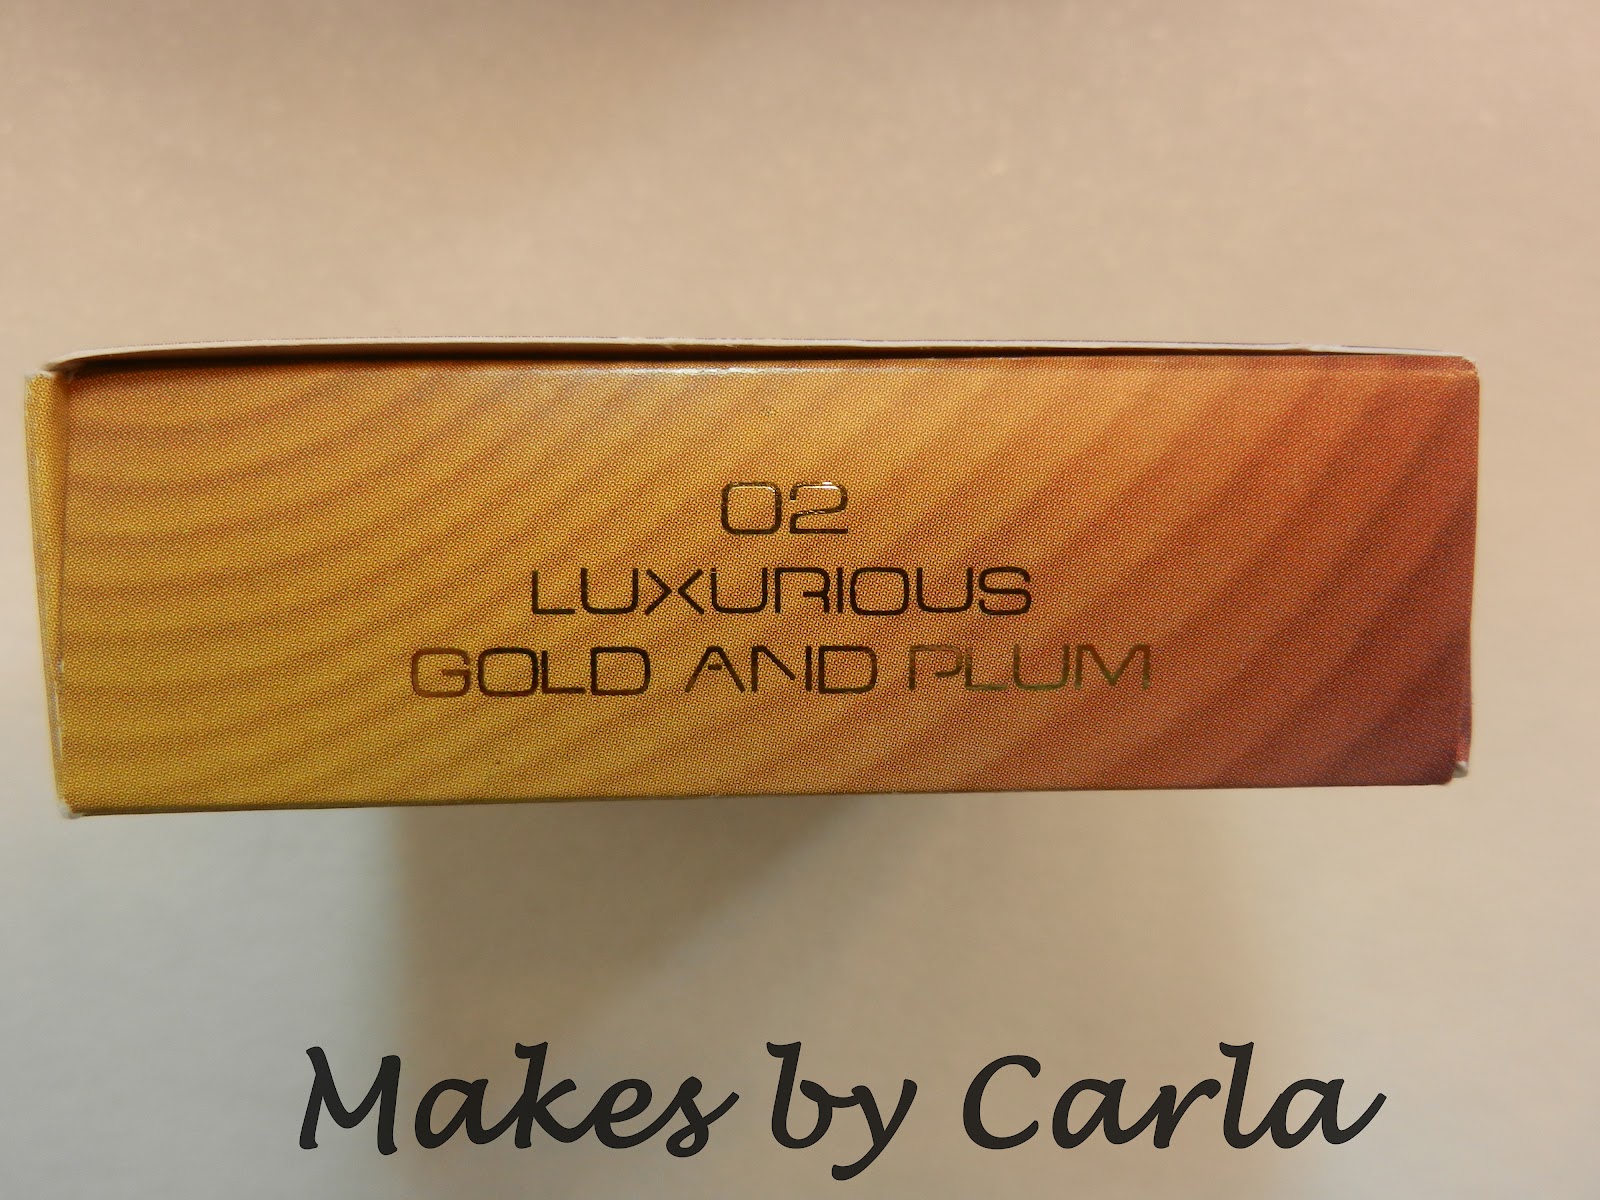 02
LUXURIOUS
GOLD AND PLUM
Makes by Carla